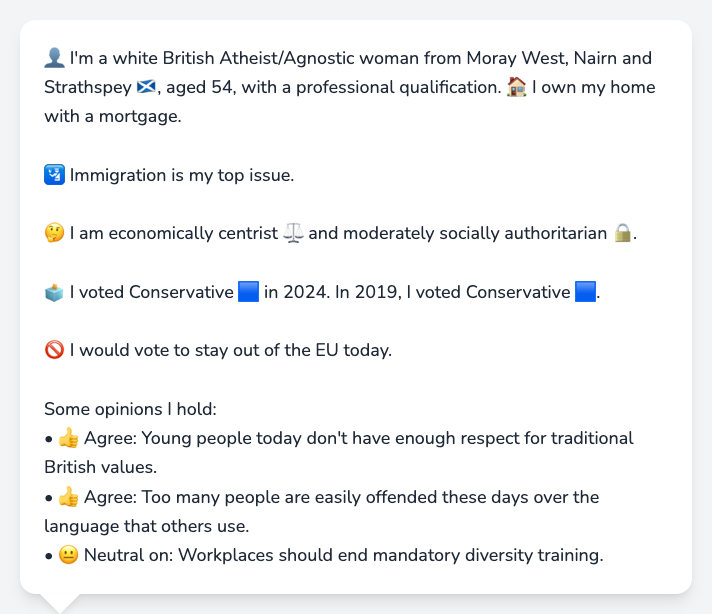 👤 I'm a white British Atheist/Agnostic woman from Moray West, Nairn and
Strathspey 🏴󠁧󠁢󠁳󠁣󠁴󠁿, aged 54, with a professional qualification. 🏠 I own my home
with a mortgage.
🛂 Immigration is my top issue.
🤔 I am economically centrist ⚖️ and moderately socially authoritarian 🔒.
🗳️ I voted Conservative 🟦 in 2024. In 2019, I voted Conservative 🟦.
🚫 I would vote to stay out of the EU today.
Some opinions I hold:
• 👍 Agree: Young people today don't have enough respect for traditional
British values.
• 👍 Agree: Too many people are easily offended these days over the
language that others use.
• 😐 Neutral on: Workplaces should end mandatory diversity training.